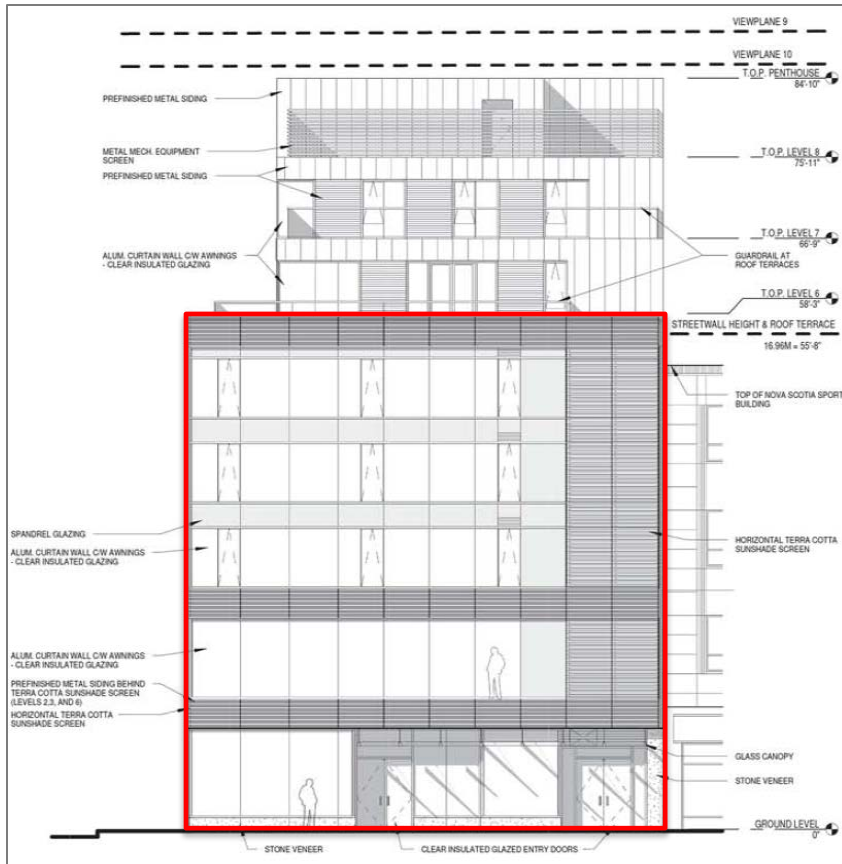 VIEWPLANE 9
VIEWPLANE 10
T.O.P. PENTHOUSE
84'-10"
PREFINISHED METAL SIDING
METAL MECH. EQUIPMENT
SCREEN
T.O.P. LEVEL 8
75'-11"
PREFINISHED METAL SIDING
T.O.P. LEVEL 7
66'-9"
ALUM. CURTAIN WALL C/W AWNINGS
- CLEAR INSULATED GLAZING
GUARDRAIL AT
ROOF TERRACES
T.O.P. LEVEL 6
58'-3"
STREETWALL HEIGHT & ROOF TERRACE
16.96M = 55'-8"
TOP OF NOVA SCOTIA SPORT
BUILDING
SPANDREL GLAZING
ALUM. CURTAIN WALL C/W AWNINGS
- CLEAR INSULATED GLAZING
HORIZONTAL TERRA COTTA
SUNSHADE SCREEN
ALUM. CURTAIN WALL C/W AWNINGS
- CLEAR INSULATED GLAZING
PREFINISHED METAL SIDING BEHIND
TERRA COTTA SUNSHADE SCREEN
(LEVELS 2,3, AND 6)
HORIZONTAL TERRA COTTA
SUNSHADE SCREEN
GLASS CANOPY
STONE VENEER
GROUND LEVEL
0"
STONE VENEER
CLEAR INSULATED GLAZED ENTRY DOORS